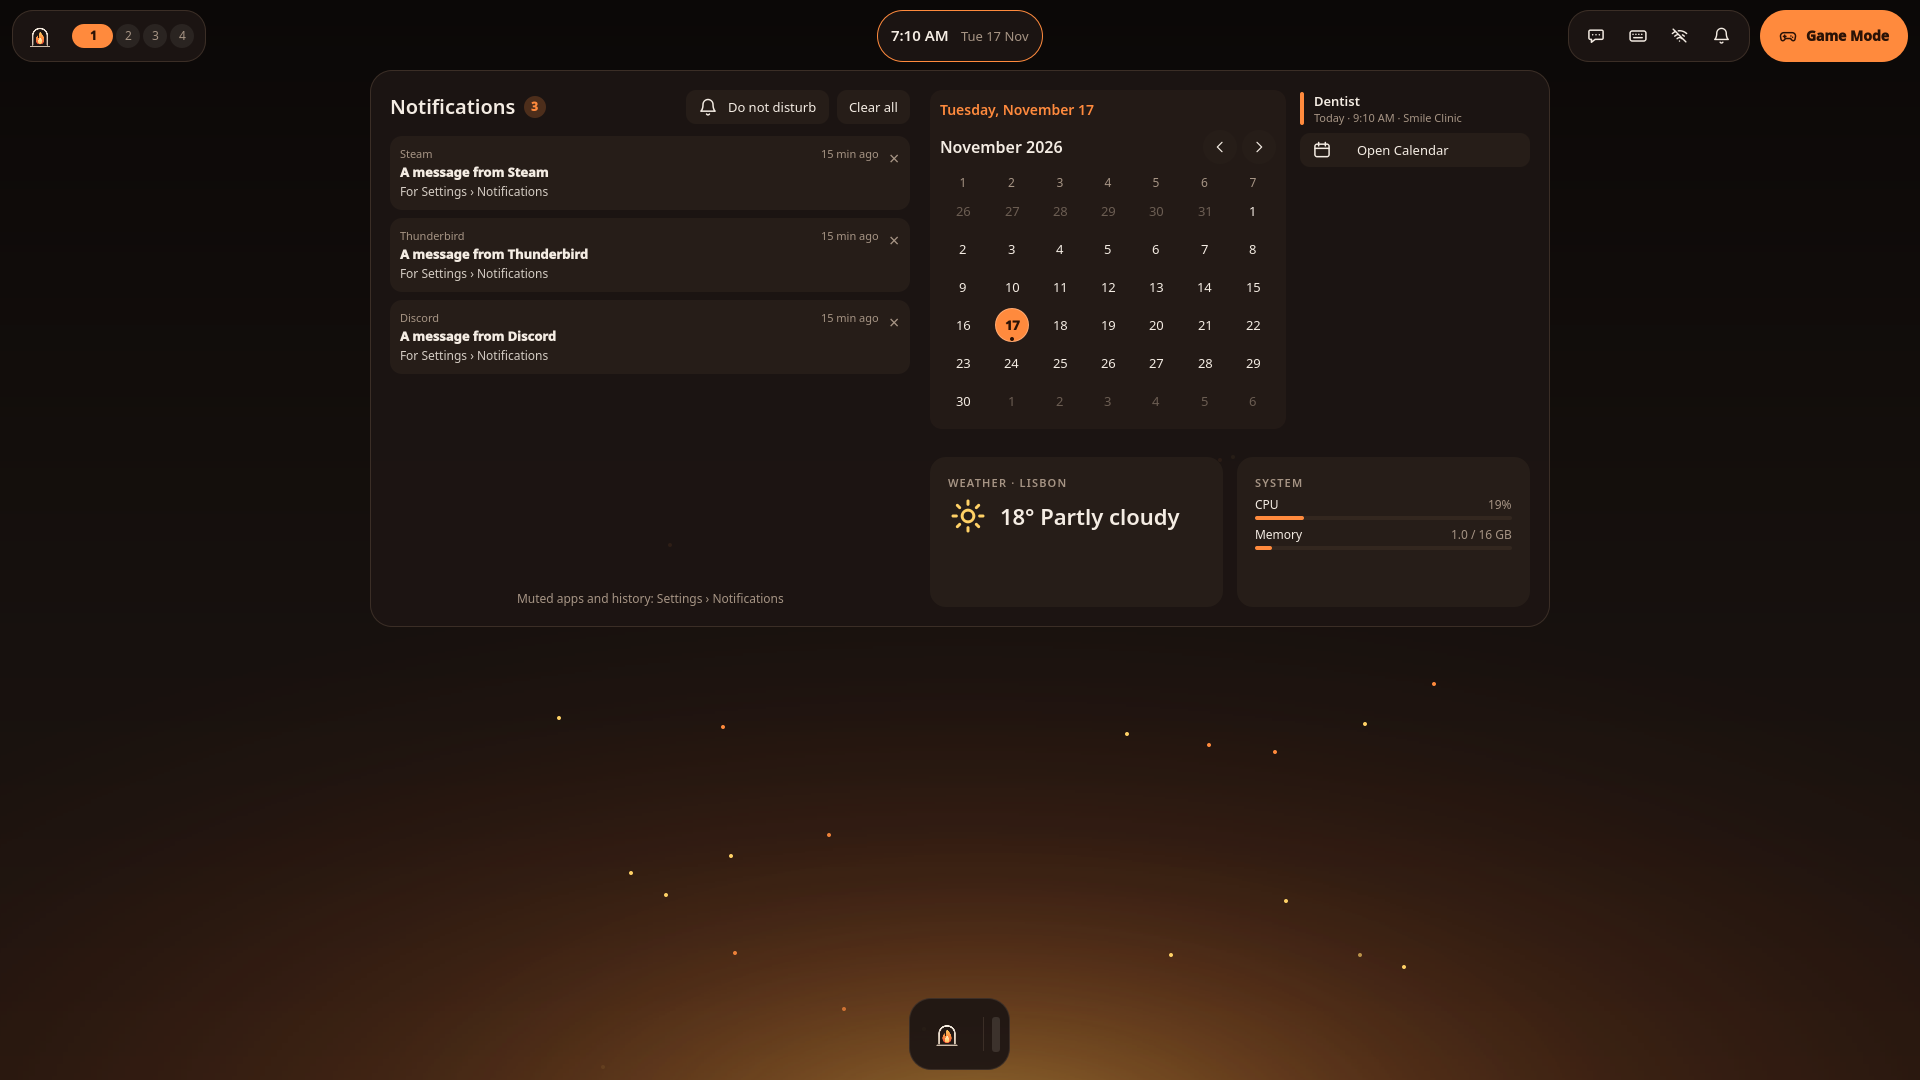 1 2 3 4
7:10 AM Tue 17 Nov
Game Mode
Notifications 3
Do not disturb
Clear all
Steam
15 min ago
A message from Steam
For Settings › Notifications
Thunderbird
15 min ago
A message from Thunderbird
For Settings › Notifications
Discord
15 min ago
A message from Discord
For Settings › Notifications
Muted apps and history: Settings › Notifications
Tuesday, November 17
November 2026
1 2 3 4 5 6 7
26 27 28 29 30 31 1
2 3 4 5 6 7 8
9 10 11 12 13 14 15
16 17 18 19 20 21 22
23 24 25 26 27 28 29
30 1 2 3 4 5 6
Dentist
Today · 9:10 AM · Smile Clinic
Open Calendar
WEATHER · LISBON
18° Partly cloudy
SYSTEM
CPU 19%
Memory 1.0 / 16 GB